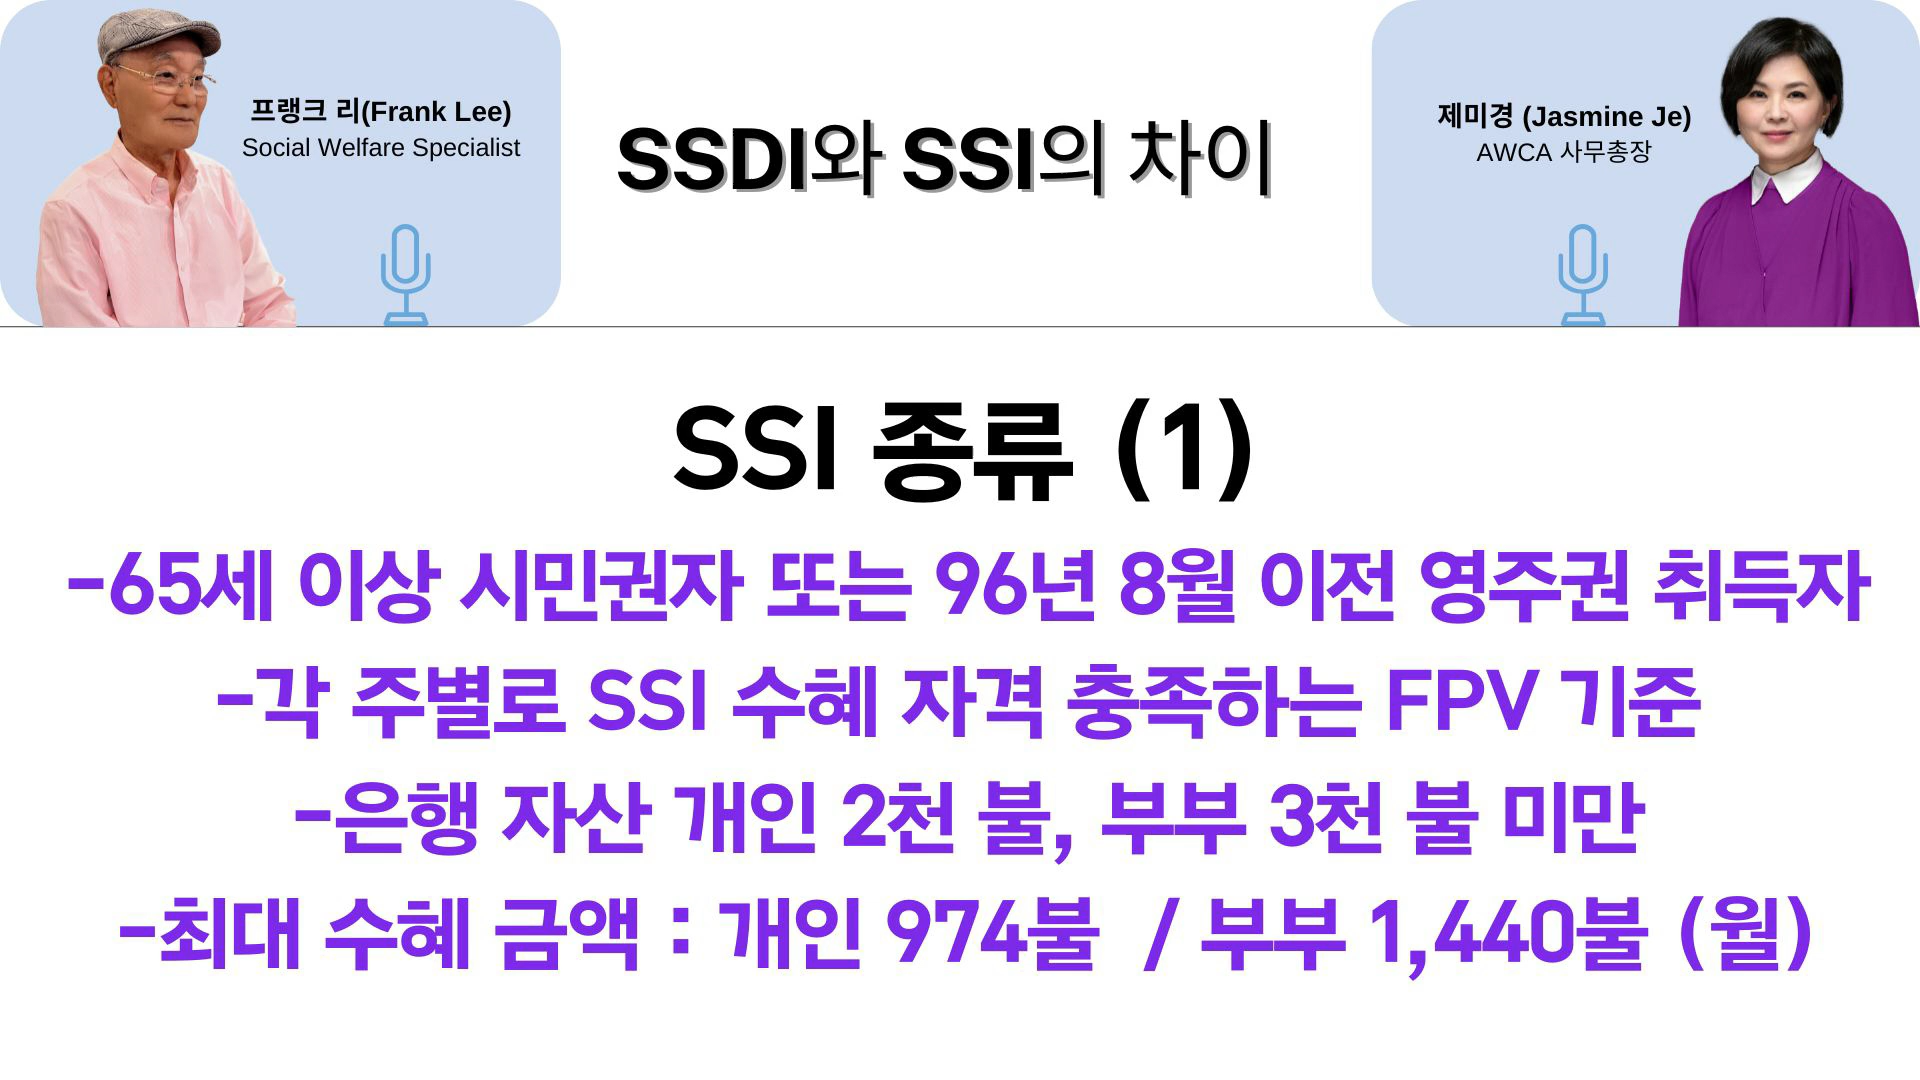 프랭크 리(Frank Lee)
Social Welfare Specialist
SSDI와 SSI의 차이
제미경 (Jasmine Je)
AWCA 사무총장
SSI 종류 (1)
-65세 이상 시민권자 또는 96년 8월 이전 영주권 취득자
-각 주별로 SSI 수혜 자격 충족하는 FPV 기준
-은행 자산 개인 2천 불, 부부 3천 불 미만
-최대 수혜 금액 : 개인 974불 / 부부 1,440불 (월)